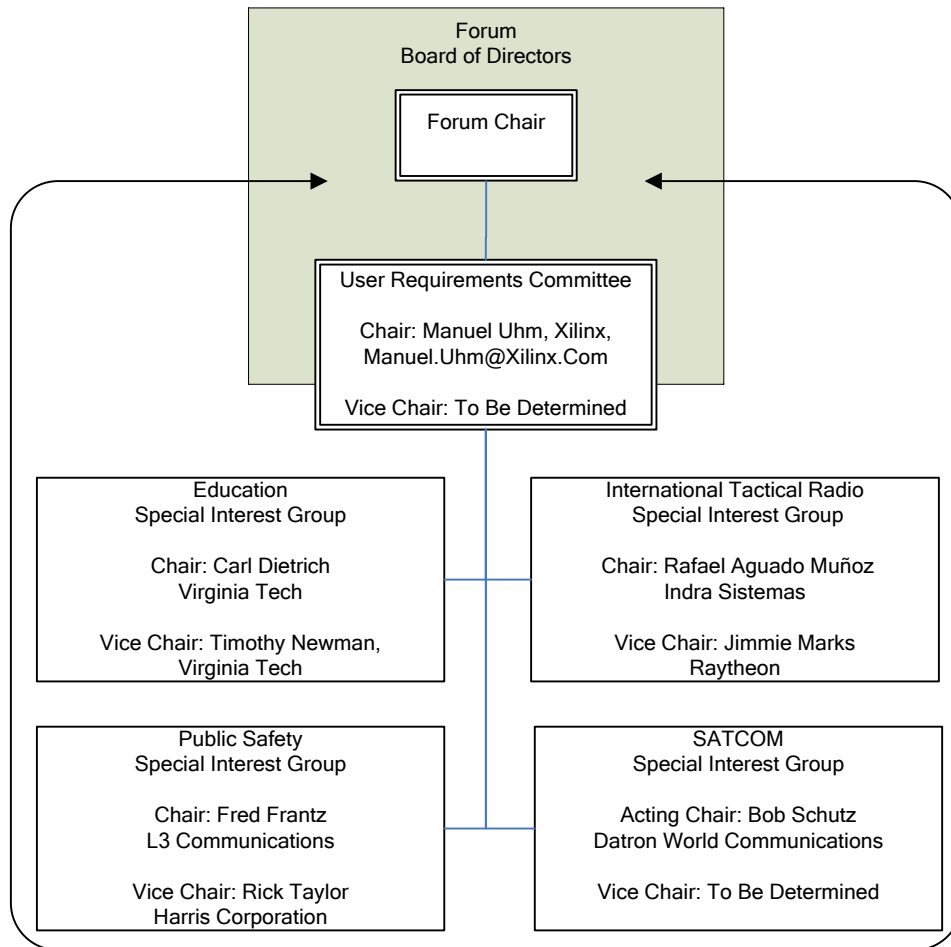 Forum
Board of Directors
Forum Chair
User Requirements Committee
Chair: Manuel Uhm, Xilinx,
Manuel.Uhm@Xilinx.Com
Vice Chair: To Be Determined
Education
Special Interest Group
Chair: Carl Dietrich
Virginia Tech
Vice Chair: Timothy Newman,
Virginia Tech
International Tactical Radio
Special Interest Group
Chair: Rafael Aguado Muñoz
Indra Sistemas
Vice Chair: Jimmie Marks
Raytheon
Public Safety
Special Interest Group
Chair: Fred Frantz
L3 Communications
Vice Chair: Rick Taylor
Harris Corporation
SATCOM
Special Interest Group
Acting Chair: Bob Schutz
Datron World Communications
Vice Chair: To Be Determined